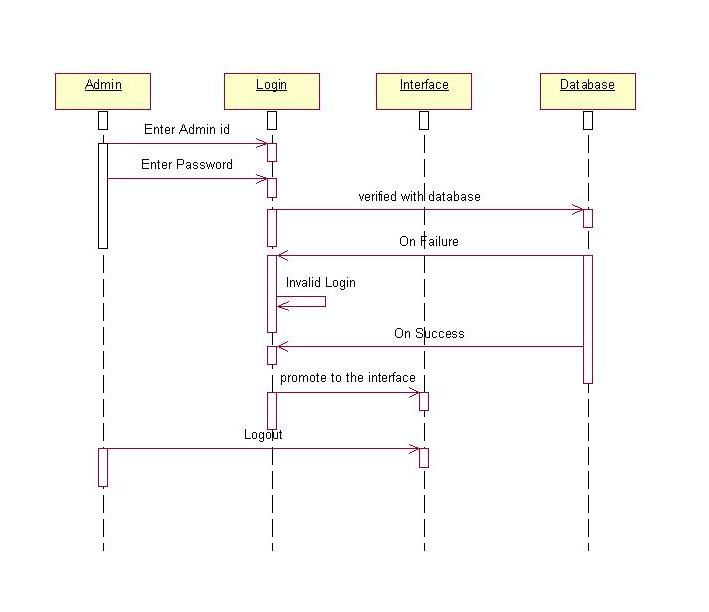 Admin
Login
Interface
Database
Enter Admin id
Enter Password
verified with database
On Failure
Invalid Login
On Success
promote to the interface
Logout